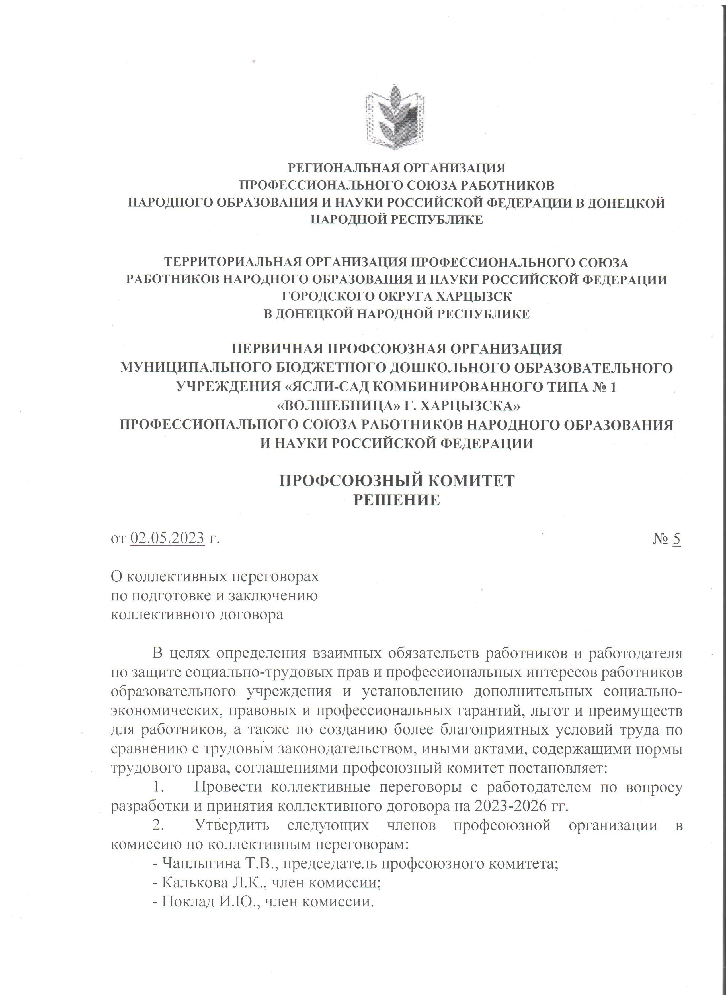 РЕГИОНАЛЬНАЯ ОРГАНИЗАЦИЯ
ПРОФЕССИОНАЛЬНОГО СОЮЗА РАБОТНИКОВ
НАРОДНОГО ОБРАЗОВАНИЯ И НАУКИ РОССИЙСКОЙ ФЕДЕРАЦИИ В ДОНЕЦКОЙ
НАРОДНОЙ РЕСПУБЛИКЕ
ТЕРРИТОРИАЛЬНАЯ ОРГАНИЗАЦИЯ ПРОФЕССИОНАЛЬНОГО СОЮЗА
РАБОТНИКОВ НАРОДНОГО ОБРАЗОВАНИЯ И НАУКИ РОССИЙСКОЙ ФЕДЕРАЦИИ
ГОРОДСКОГО ОКРУГА ХАРЦЫЗСК
В ДОНЕЦКОЙ НАРОДНОЙ РЕСПУБЛИКЕ
ПЕРВИЧНАЯ ПРОФСОЮЗНАЯ ОРГАНИЗАЦИЯ
МУНИЦИПАЛЬНОГО БЮДЖЕТНОГО ДОШКОЛЬНОГО ОБРАЗОВАТЕЛЬНОГО
УЧРЕЖДЕНИЯ «ЯСЛИ-САД КОМБИНИРОВАННОГО ТИПА № 1
«ВОЛШЕБНИЦА» Г. ХАРЦЫЗСКА»
ПРОФЕССИОНАЛЬНОГО СОЮЗА РАБОТНИКОВ НАРОДНОГО ОБРАЗОВАНИЯ
И НАУКИ РОССИЙСКОЙ ФЕДЕРАЦИИ
ПРОФСОЮЗНЫЙ КОМИТЕТ
РЕШЕНИЕ
от 02.05.2023 г. № 5
О коллективных переговорах
по подготовке и заключению
коллективного договора
В целях определения взаимных обязательств работников и работодателя
по защите социально-трудовых прав и профессиональных интересов работников
образовательного учреждения и установлению дополнительных социально-
экономических, правовых и профессиональных гарантий, льгот и преимуществ
для работников, а также по созданию более благоприятных условий труда по
сравнению с трудовым законодательством, иными актами, содержащими нормы
трудового права, соглашениями профсоюзный комитет постановляет:
1. Провести коллективные переговоры с работодателем по вопросу
разработки и принятия коллективного договора на 2023-2026 гг.
2. Утвердить следующих членов профсоюзной организации в
комиссию по коллективным переговорам:
- Чаплыгина Т.В., председатель профсоюзного комитета;
- Калькова Л.К., член комиссии;
- Поклад И.Ю., член комиссии.